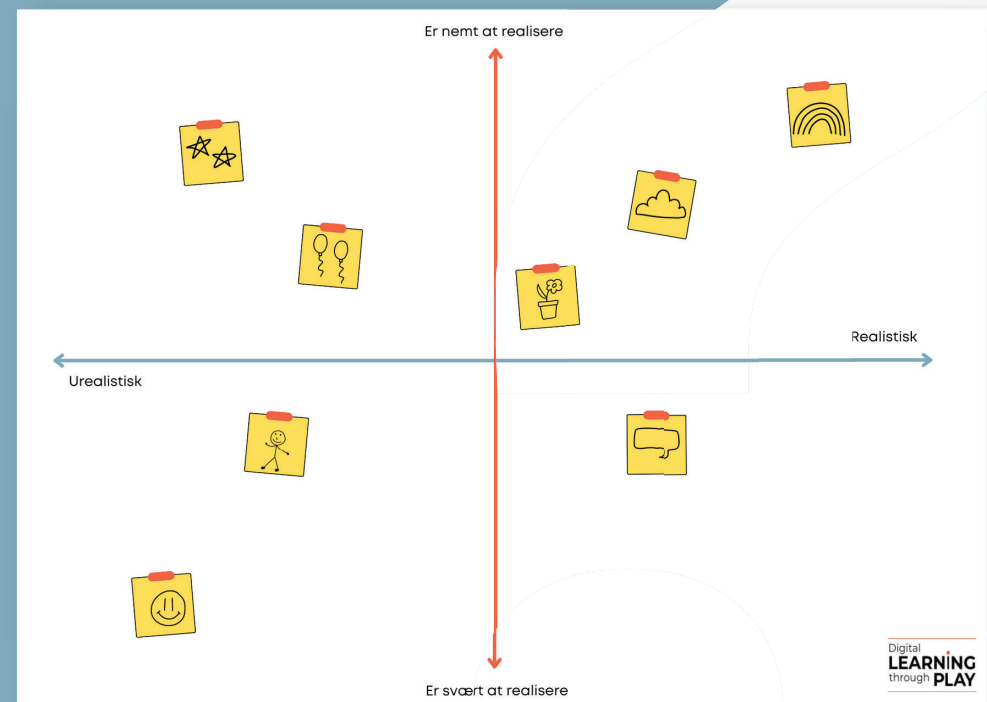 Er nemt at realisere
Realistisk
Urealistisk
Er svært at realisere
Digital
LEARNING
through PLAY